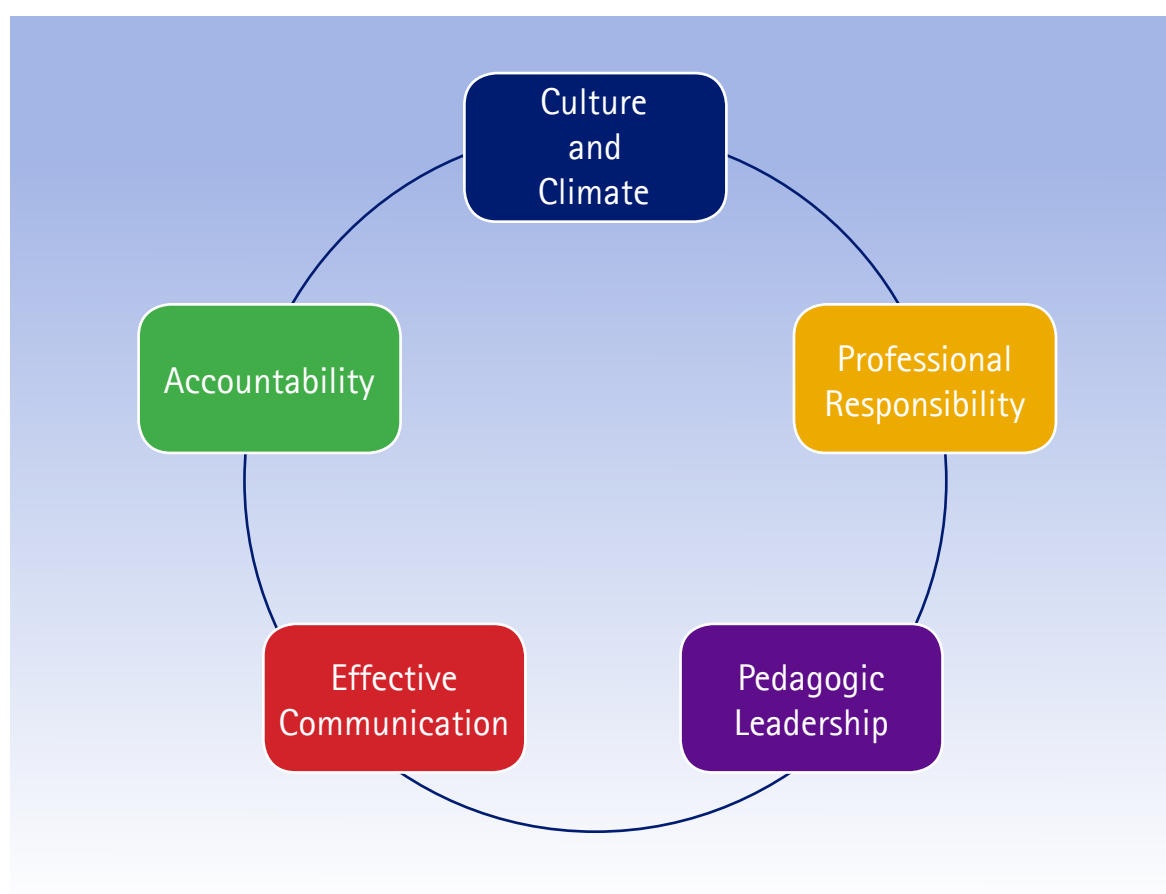 Culture
and
Climate
Accountability
Professional
Responsibility
Effective
Communication
Pedagogic
Leadership